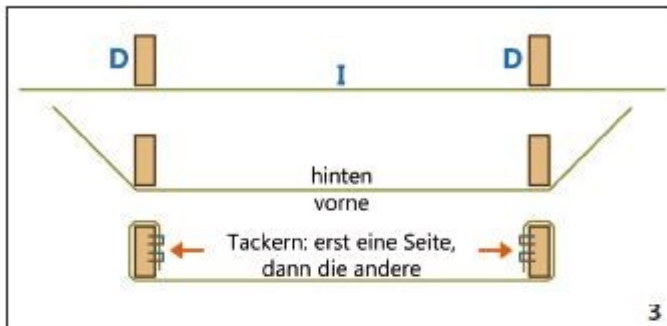 D I D
hinten
vorne
Tackern: erst eine Seite,
dann die andere
3